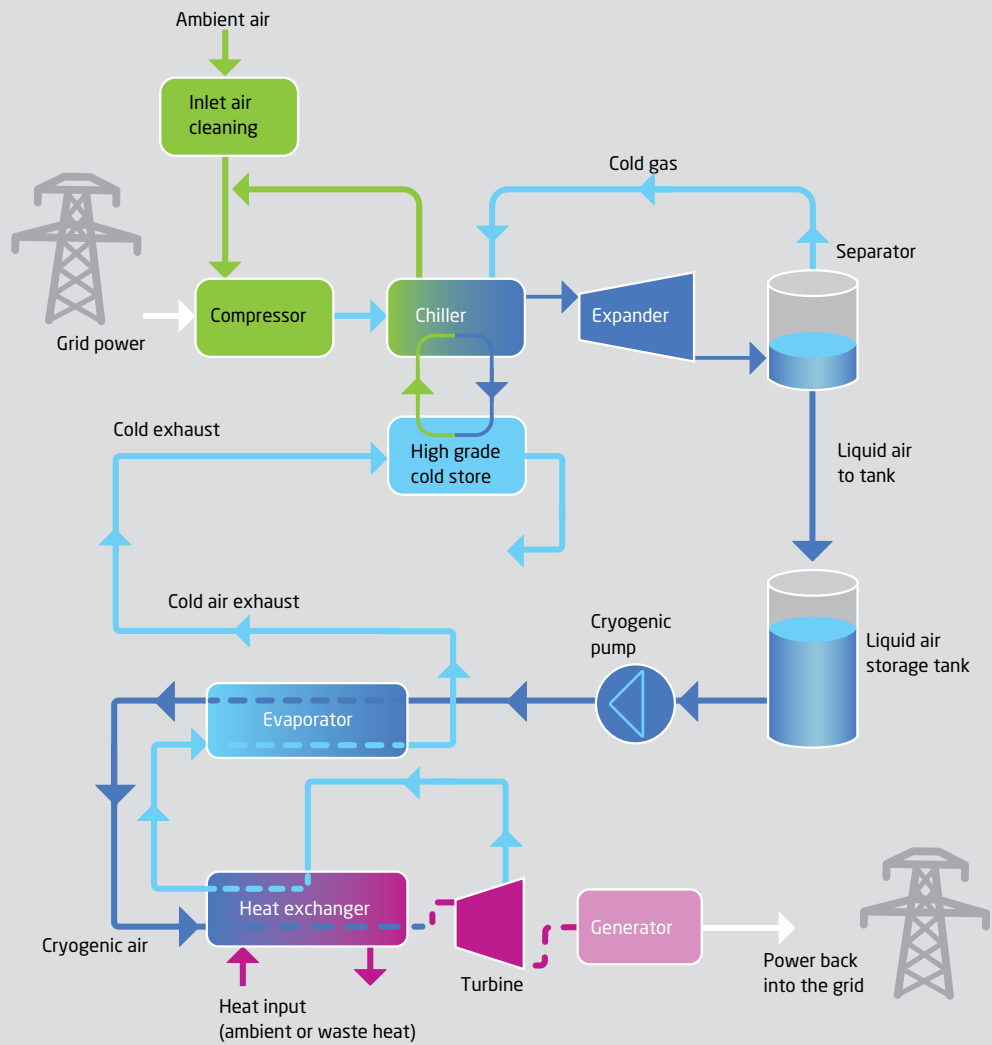 Ambient air
Inlet air
cleaning
Cold gas
Separator
Grid power
Compressor
Chiller
Expander
Cold exhaust
High grade
cold store
Liquid air
to tank
Cold air exhaust
Cryogenic
pump
Liquid air
storage tank
Evaporator
Heat exchanger
Cryogenic air
Turbine
Generator
Power back
into the grid
Heat input
(ambient or waste heat)